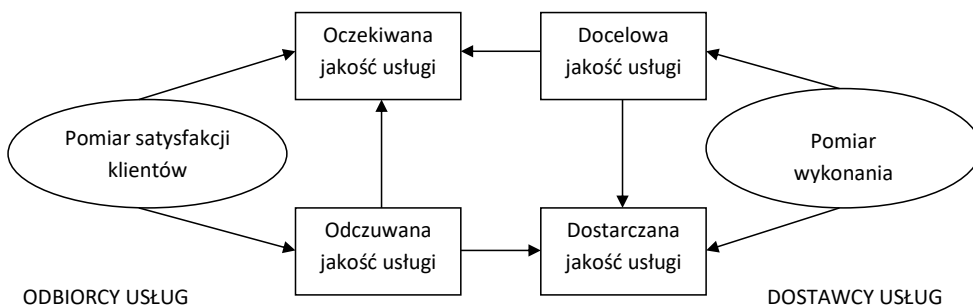 Oczekiwana
jakość usługi
Docelowa
jakość usługi
Pomiar satysfakcji
klientów
Pomiar
wykonania
Odczuwana
jakość usługi
Dostarczana
jakość usługi
ODBIORCY USŁUG
DOSTAWCY USŁUG